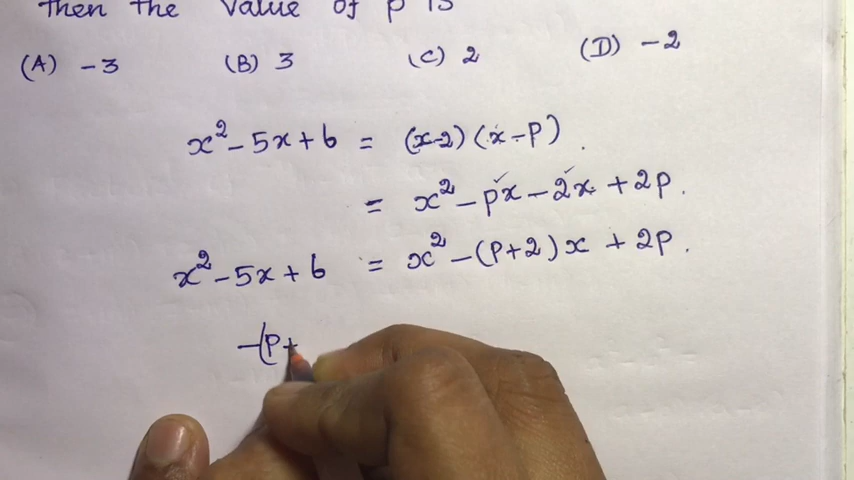 then the value of p is
(A) -3 (B) 3 (C) 2 (D) -2
x² - 5x + 6 = (x-2) (x-p).
= x² - px - 2x + 2p.
x² - 5x + 6 = x² - (p+2)x + 2p.
-(p+